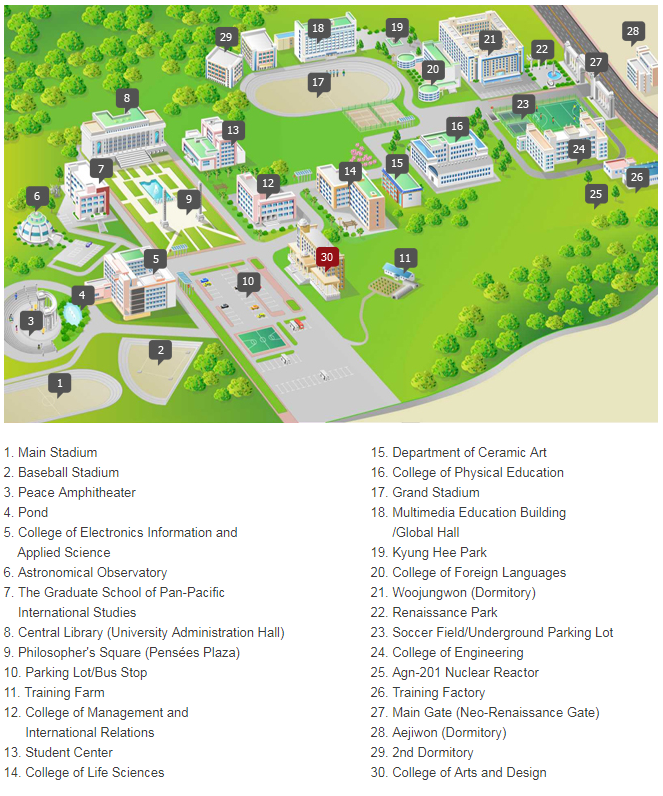 29
18
19
21
22
28
27
17
20
23
8
13
16
24
7
12
14
15
25
26
6
9
5
30
11
4
10
3
2
1
1. Main Stadium
2. Baseball Stadium
3. Peace Amphitheater
4. Pond
5. College of Electronics Information and
Applied Science
6. Astronomical Observatory
7. The Graduate School of Pan-Pacific
International Studies
8. Central Library (University Administration Hall)
9. Philosopher's Square (Pensées Plaza)
10. Parking Lot/Bus Stop
11. Training Farm
12. College of Management and
International Relations
13. Student Center
14. College of Life Sciences
15. Department of Ceramic Art
16. College of Physical Education
17. Grand Stadium
18. Multimedia Education Building
/Global Hall
19. Kyung Hee Park
20. College of Foreign Languages
21. Woojungwon (Dormitory)
22. Renaissance Park
23. Soccer Field/Underground Parking Lot
24. College of Engineering
25. Agn-201 Nuclear Reactor
26. Training Factory
27. Main Gate (Neo-Renaissance Gate)
28. Aejiwon (Dormitory)
29. 2nd Dormitory
30. College of Arts and Design